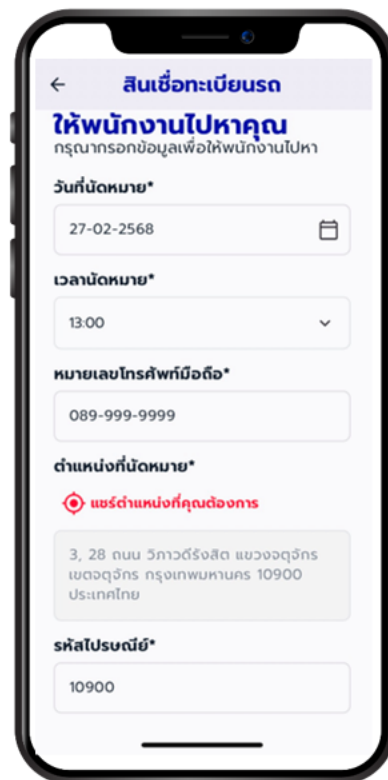 สินเชื่อทะเบียนรถ
ให้พนักงานไปหาคุณ
กรุณากรอกข้อมูลเพื่อให้พนักงานไปหา
วันที่นัดหมาย*
27-02-2568
เวลานัดหมาย*
13:00
หมายเลขโทรศัพท์มือถือ*
089-999-9999
ตำแหน่งที่นัดหมาย*
แชร์ตำแหน่งที่คุณต้องการ
3, 28 ถนน วิภาวดีรังสิต แขวงจตุจักร
เขตจตุจักร กรุงเทพมหานคร 10900
ประเทศไทย
รหัสไปรษณีย์*
10900